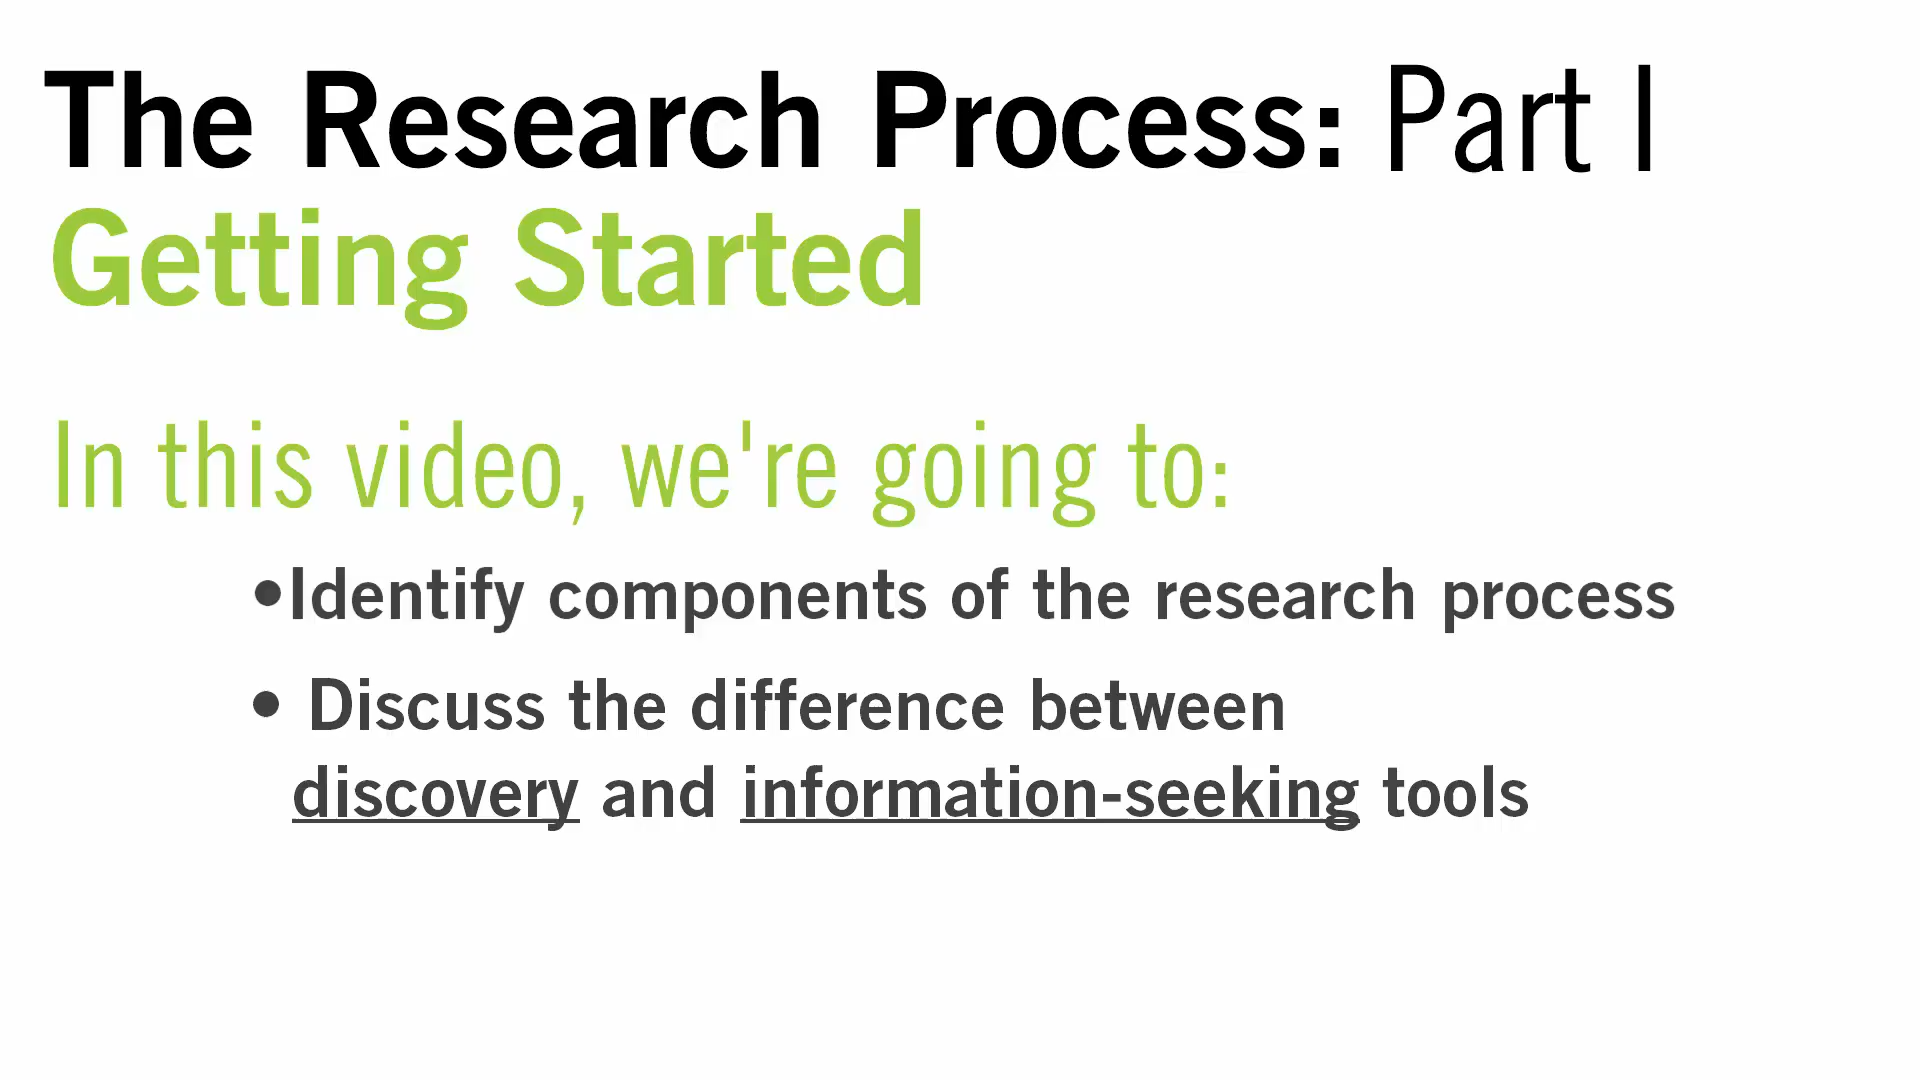 The Research Process: Part I
Getting Started
In this video, we're going to:
•Identify components of the research process
• Discuss the difference between
discovery and information-seeking tools